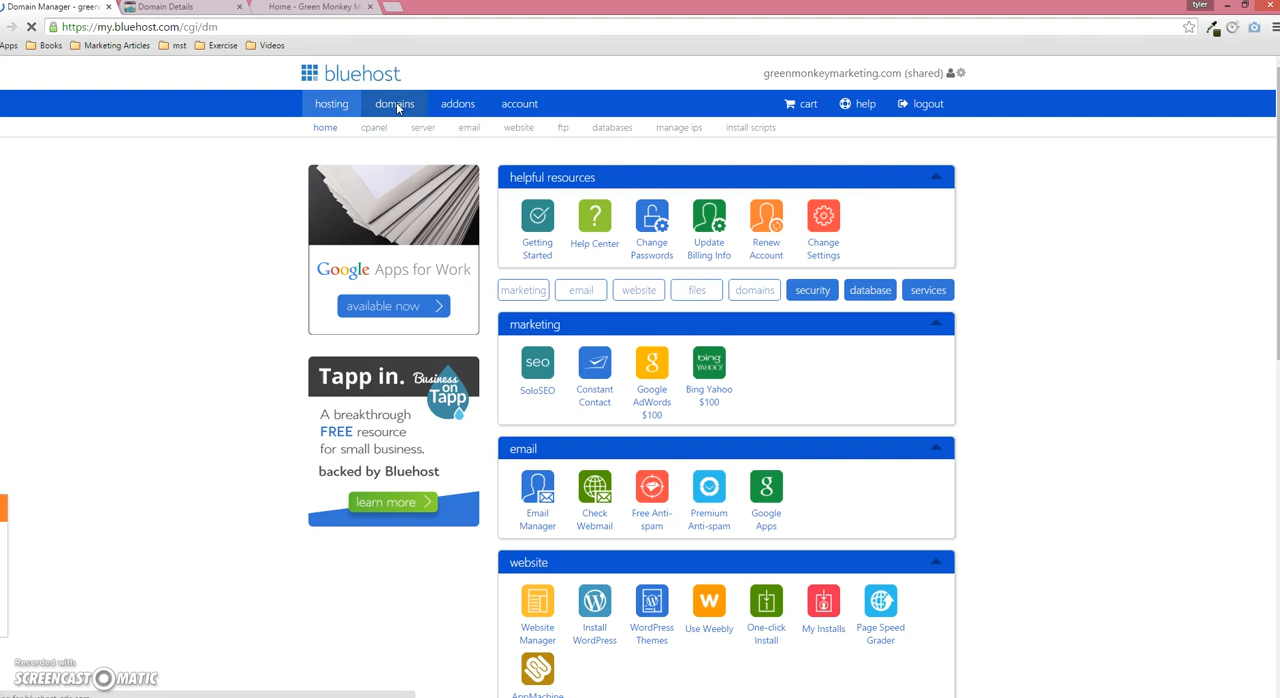 Domain Manager - gree
Domain Details
Home - Green Monkey M
tyler
https://my.bluehost.com/cgi/dm
Apps
Books
Marketing Articles
mst
Exercise
Videos
bluehost
greenmonkeymarketing.com (shared)
hosting
domains
addons
account
cart
help
logout
home
cpanel
server
email
website
ftp
databases
manage ips
install scripts
Google Apps for Work
available now
Tapp in. Business on Tapp
A breakthrough
FREE resource
for small business.
backed by Bluehost
learn more
helpful resources
Getting Started
Help Center
Change Passwords
Update Billing Info
Renew Account
Change Settings
marketing
email
website
files
domains
security
database
services
marketing
seo
bing
YAHOO!
SoloSEO
Constant Contact
Google AdWords $100
Bing Yahoo $100
email
Email Manager
Check Webmail
Free Anti-spam
Premium Anti-spam
Google Apps
website
Website Manager
Install WordPress
WordPress Themes
Use Weebly
One-click Install
My Installs
Page Speed Grader
AppMachine
Recorded with
SCREENCAST-O-MATIC